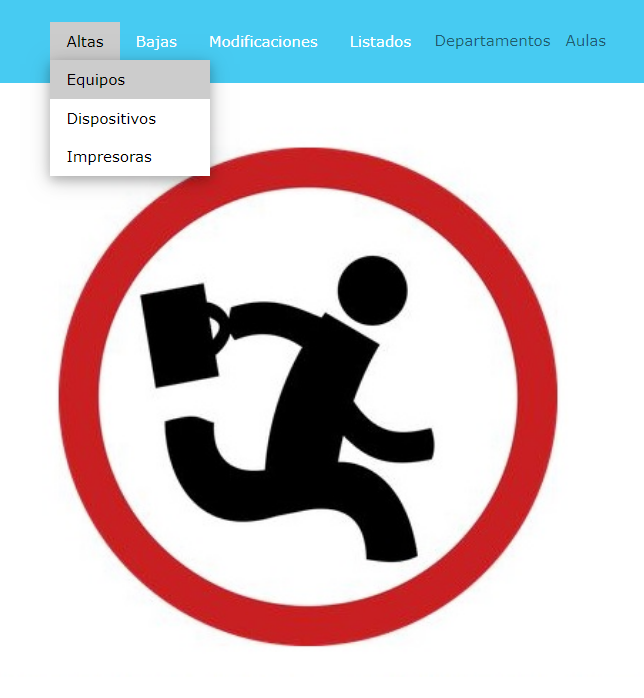 Altas Bajas Modificaciones Listados Departamentos Aulas
Equipos
Dispositivos
Impresoras